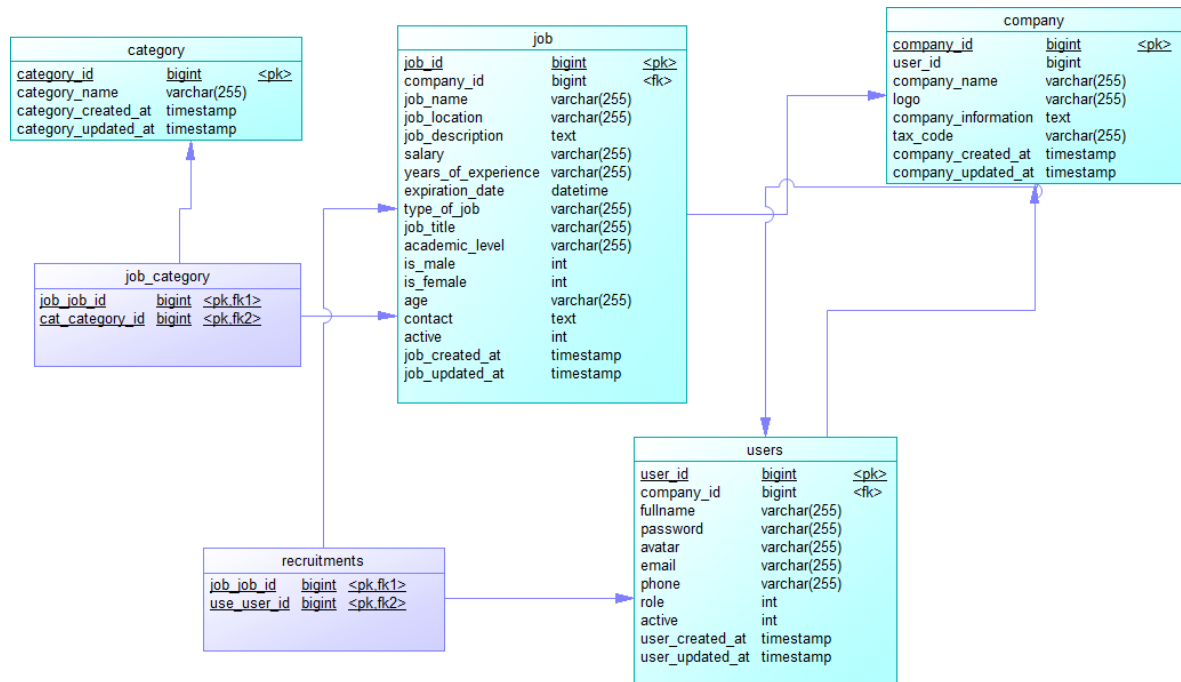 category
category_id bigint <pk>
category_name varchar(255)
category_created_at timestamp
category_updated_at timestamp
job
job_id bigint <pk>
company_id bigint <fk>
job_name varchar(255)
job_location varchar(255)
job_description text
salary varchar(255)
years_of_experience varchar(255)
expiration_date datetime
type_of_job varchar(255)
job_title varchar(255)
academic_level varchar(255)
is_male int
is_female int
age varchar(255)
contact text
active int
job_created_at timestamp
job_updated_at timestamp
company
company_id bigint <pk>
user_id bigint
company_name varchar(255)
logo varchar(255)
company_information text
tax_code varchar(255)
company_created_at timestamp
company_updated_at timestamp
job_category
job_job_id bigint <pk,fk1>
cat_category_id bigint <pk,fk2>
users
user_id bigint <pk>
company_id bigint <fk>
fullname varchar(255)
password varchar(255)
avatar varchar(255)
email varchar(255)
phone varchar(255)
role int
active int
user_created_at timestamp
user_updated_at timestamp
recruitments
job_job_id bigint <pk,fk1>
use_user_id bigint <pk,fk2>